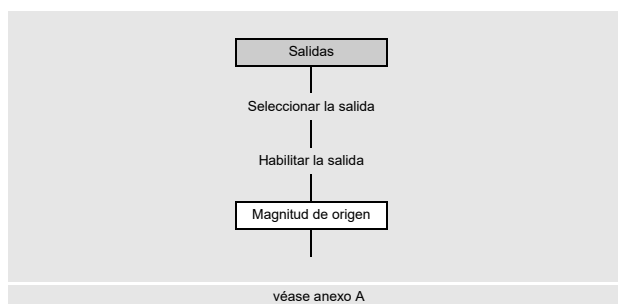 Salidas
Seleccionar la salida
Habilitar la salida
Magnitud de origen
véase anexo A